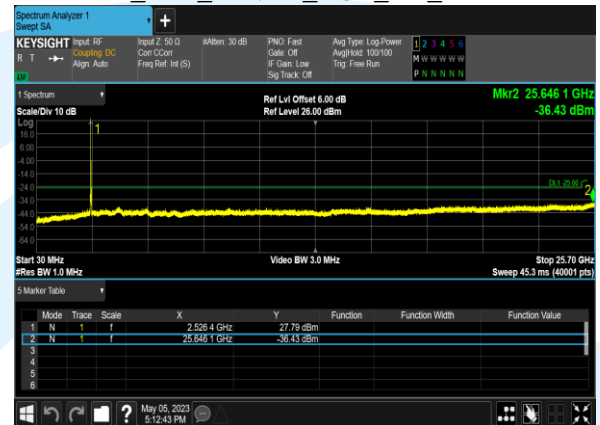 Spectrum Analyzer 1
Swept SA
+
KEYSIGHT
R T
LXI
Input: RF
Coupling: DC
Align: Auto
Input Z: 50 Ω
Corr CCorr
Freq Ref: Int (S)
#Atten: 30 dB
PNO: Fast
Gate: Off
IF Gain: Low
Sig Track: Off
Avg Type: Log-Power
Avg|Hold: 100/100
Trig: Free Run
1 2 3 4 5 6
M W W W W W
P N N N N N
1 Spectrum
Scale/Div 10 dB
Ref Lvl Offset 6.00 dB
Ref Level 26.00 dBm
Mkr2 25.646 1 GHz
-36.43 dBm
Log
16.0
6.00
-4.00
-14.0
-24.0
-34.0
-44.0
-54.0
-64.0
1
2
Start 30 MHz
#Res BW 1.0 MHz
Video BW 3.0 MHz
Stop 25.70 GHz
Sweep 45.3 ms (40001 pts)
5 Marker Table
Mode Trace Scale X Y Function Function Width Function Value
1 N 1 f 2.526 4 GHz 27.79 dBm
2 N 1 f 25.646 1 GHz -36.43 dBm
3
4
5
6
?
May 05, 2023
5:12:43 PM